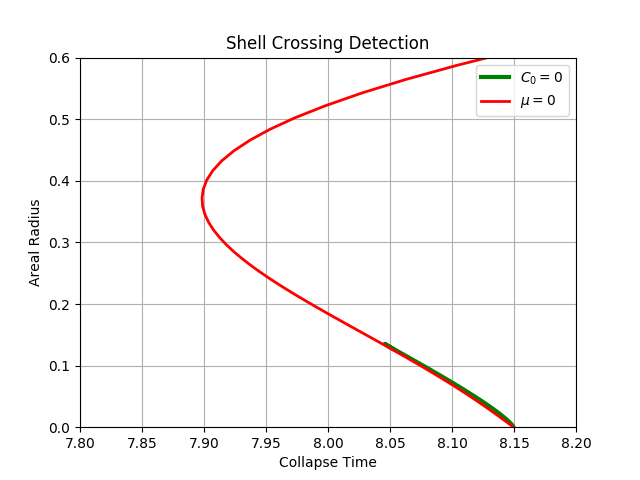 Shell Crossing Detection
C₀ = 0
μ = 0
Areal Radius
0.6
0.5
0.4
0.3
0.2
0.1
0.0
7.80 7.85 7.90 7.95 8.00 8.05 8.10 8.15 8.20
Collapse Time